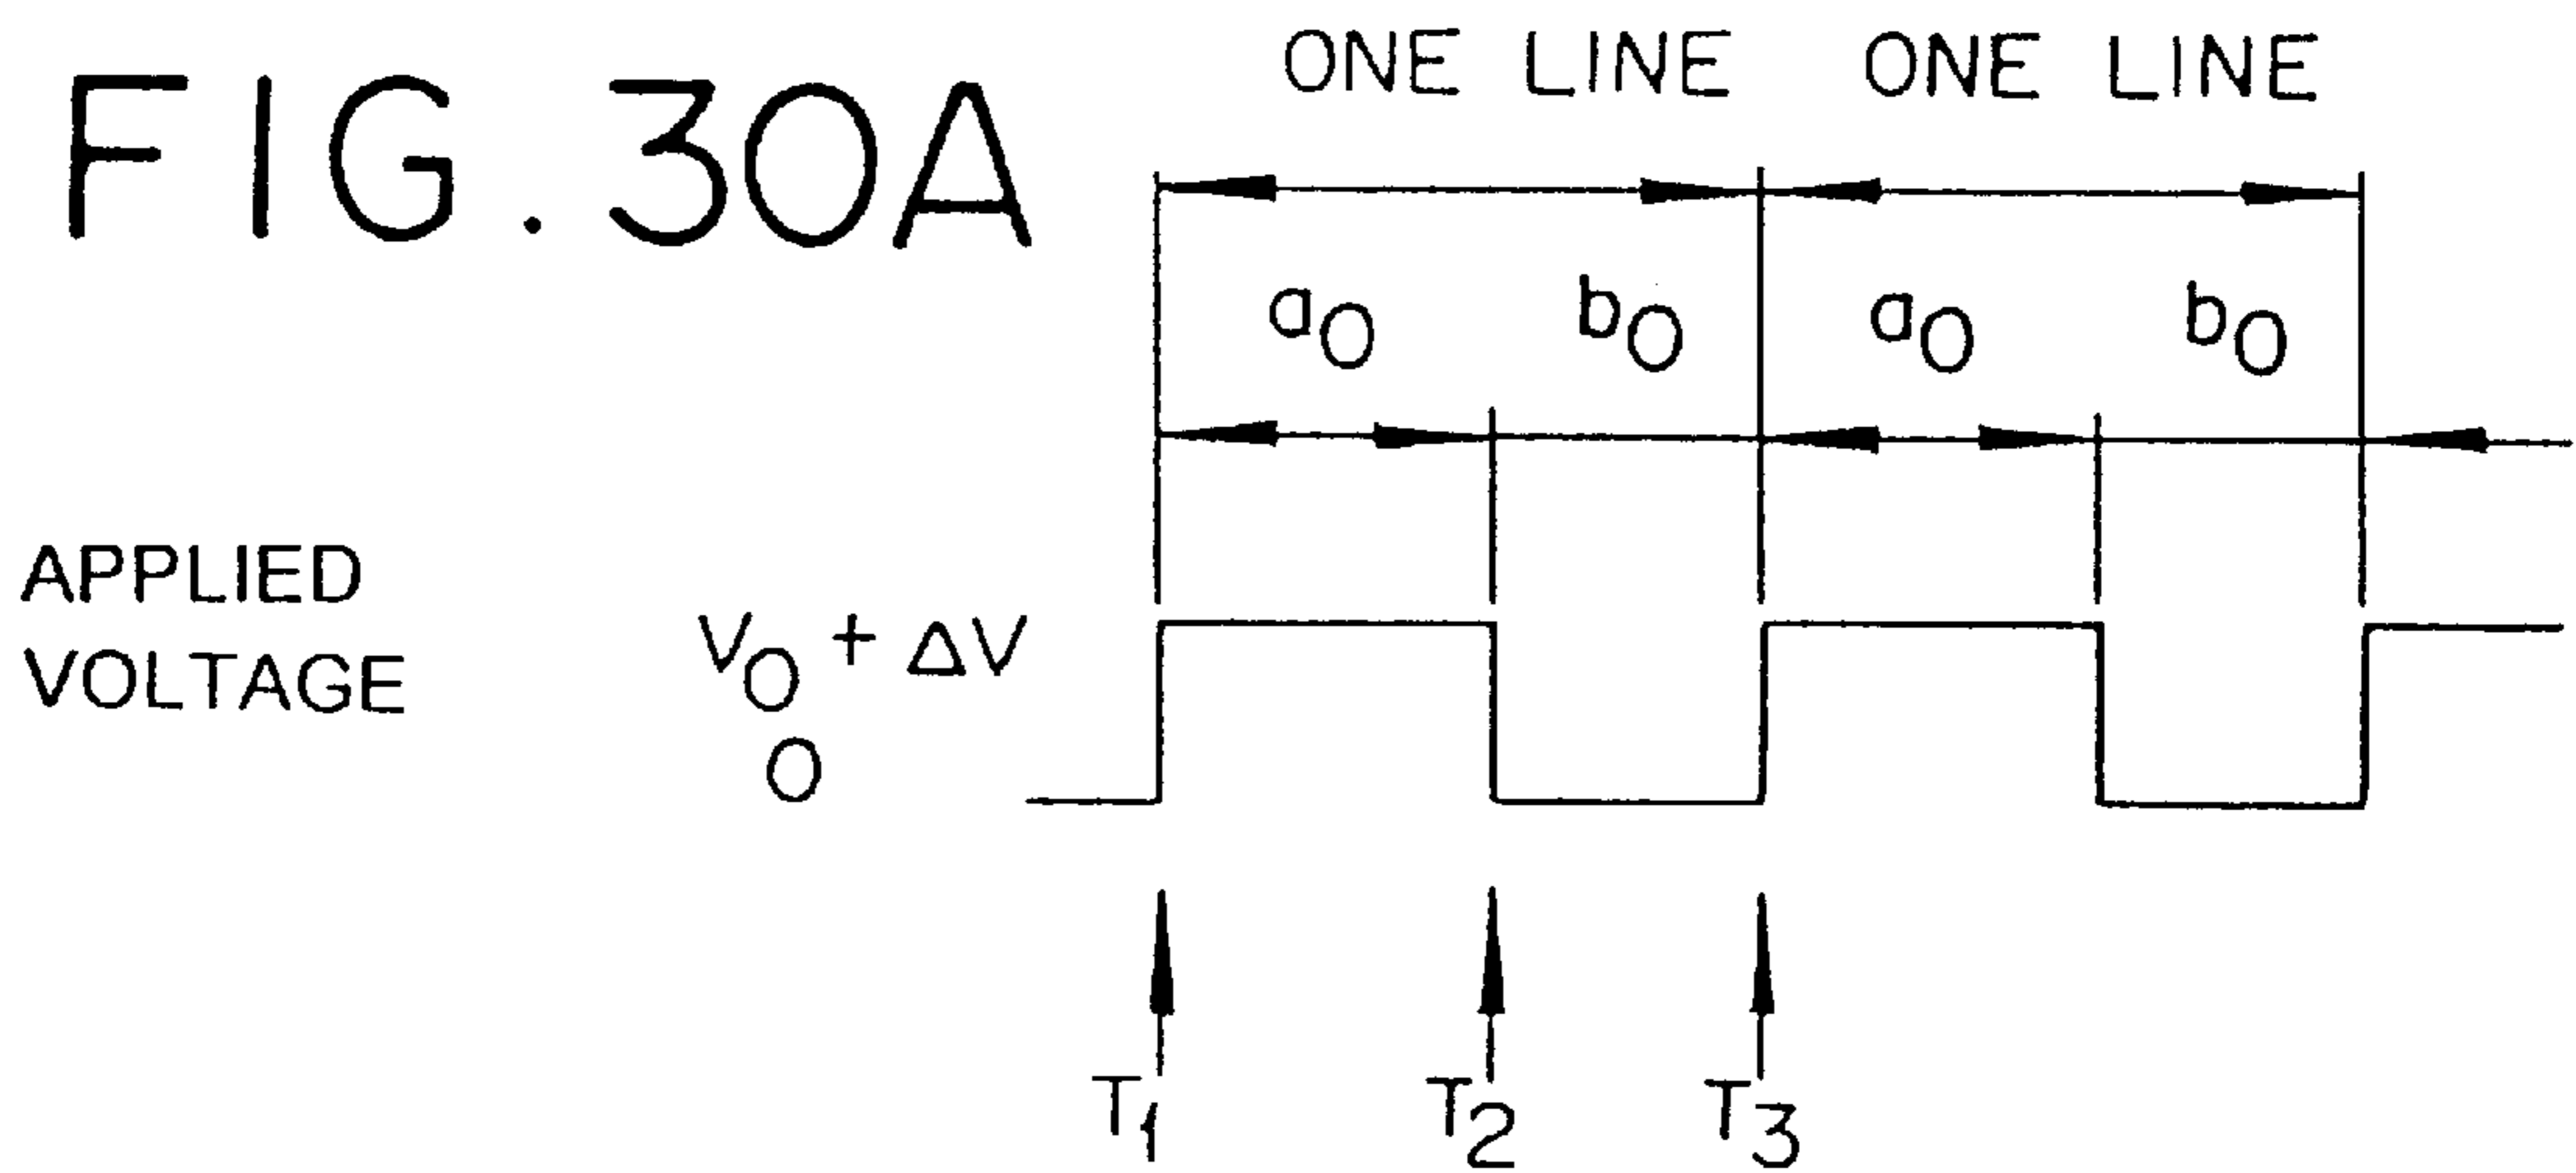 FIG. 30A
ONE LINE ONE LINE
a0 b0 a0 b0
APPLIED
VOLTAGE
V0 + ΔV
0
T1 T2 T3